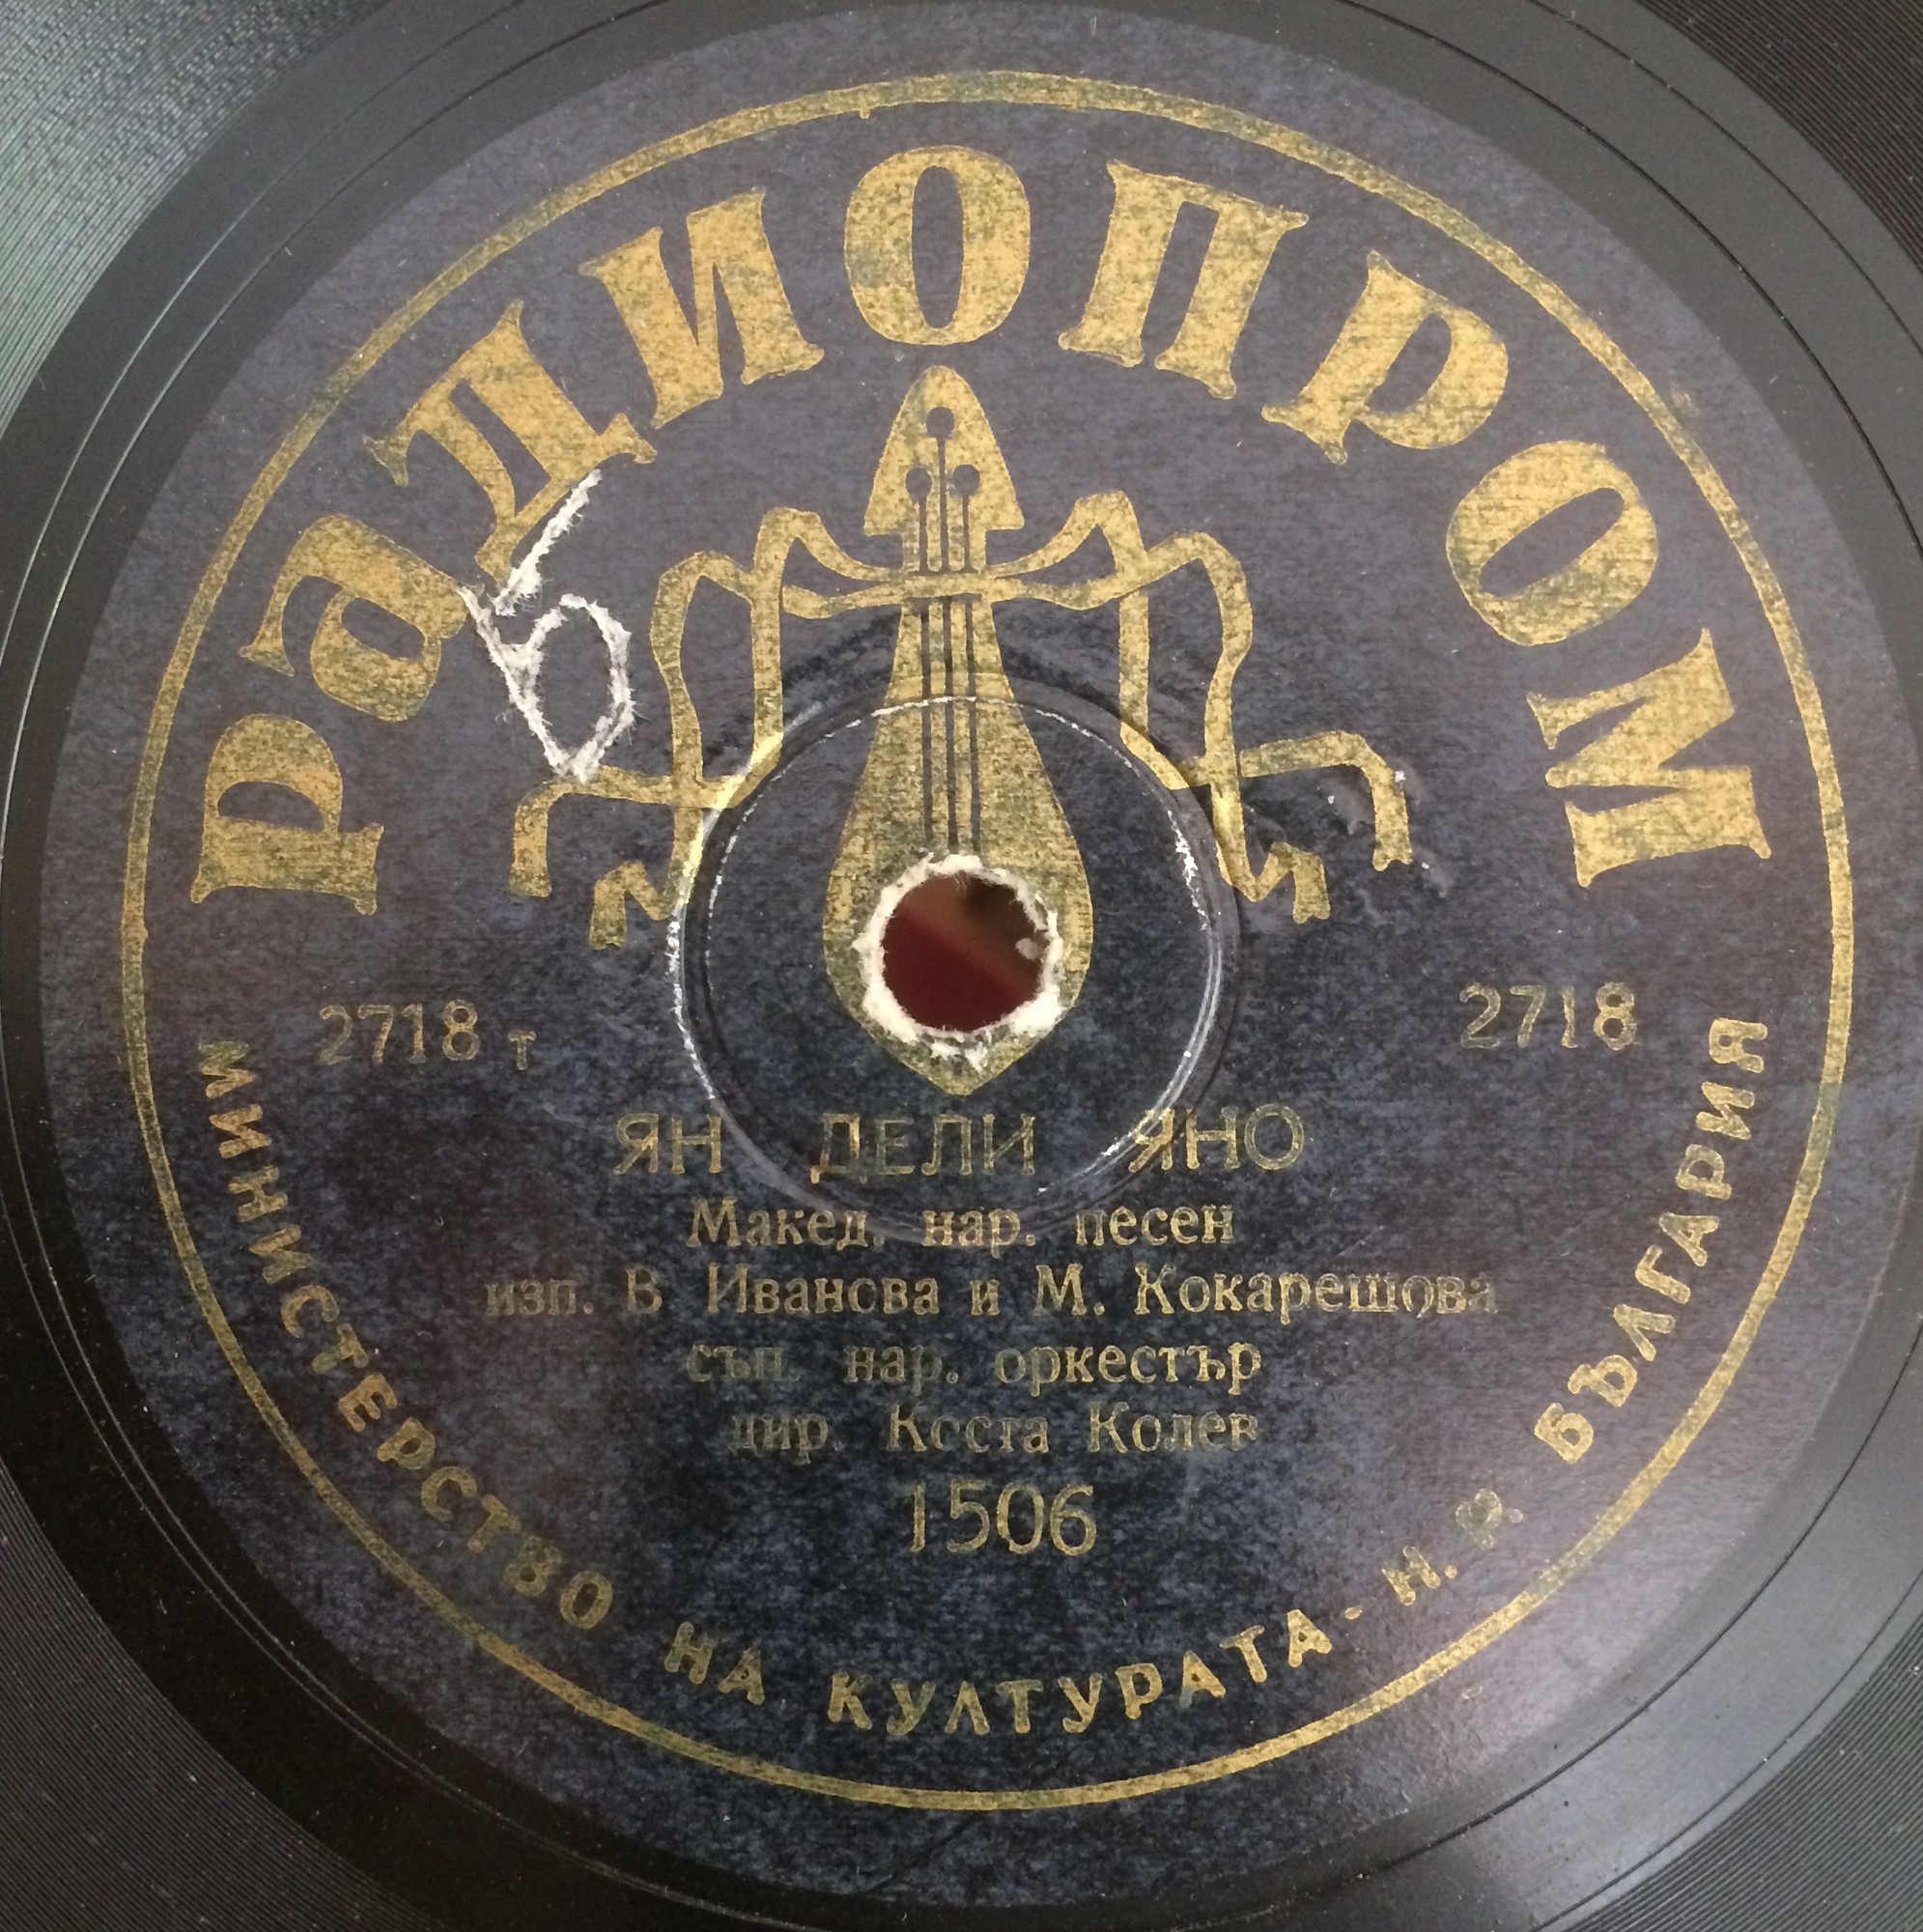 РаДИОПРОМ
Б
2718 т
2718
ЯН ДЕЛИ ЯНО
Макед. нар. песен
изп. В Иванова и М. Кокарешова
съп. нар. оркестър
дир. Коста Колев
1506
МИНИСТЕРСТВО НА КУЛТУРАТА - Н. Р. БЪЛГАРИЯ